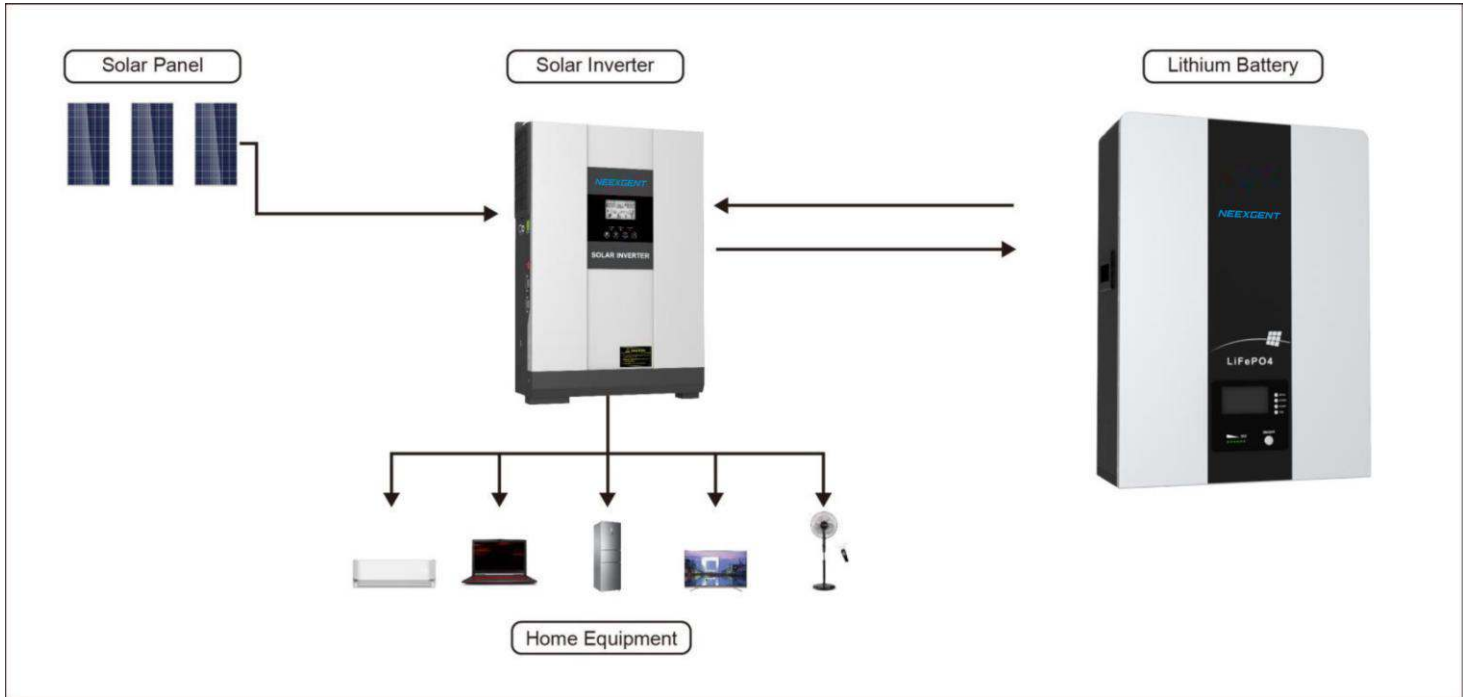 Solar Panel
Solar Inverter
Lithium Battery
NEEXGENT
SOLAR INVERTER
NEEXGENT
LiFePO4
Home Equipment